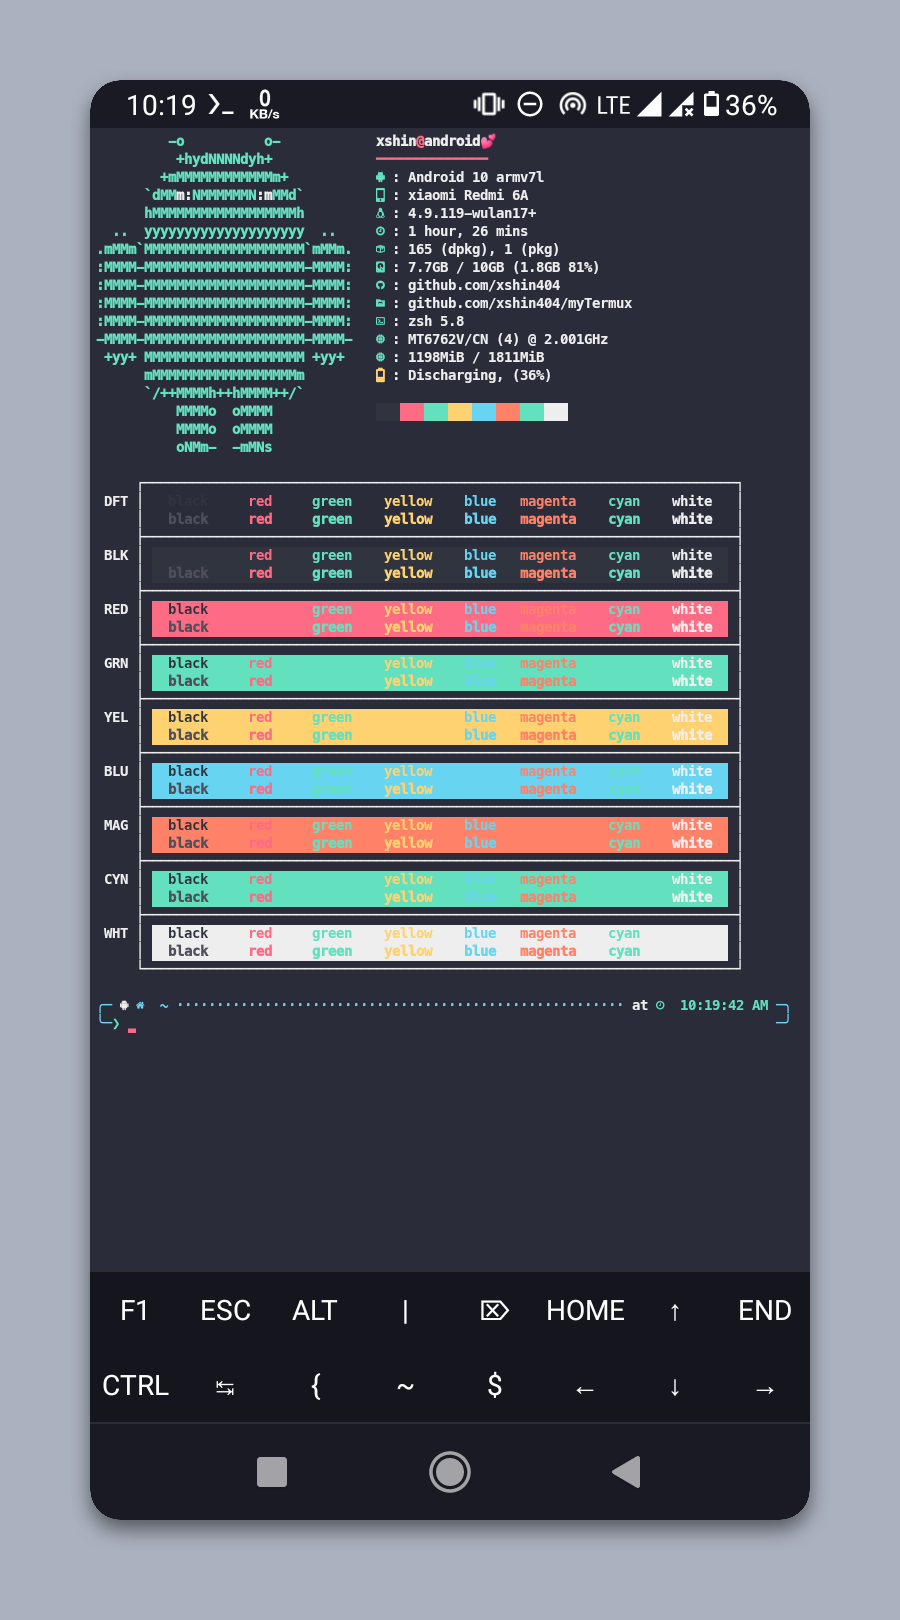 10:19 0 KB/s LTE 36%
–o          o–
+hydNNNNdyh+
+mMMMMMMMMMMMMm+
`dMMm:NMMMMMMN:mMMd`
hMMMMMMMMMMMMMMMMMMh
..  yyyyyyyyyyyyyyyyyyyy  ..
.mMMm`MMMMMMMMMMMMMMMMMMMM`mMMm.
:MMMM–MMMMMMMMMMMMMMMMMMMM–MMMM:
:MMMM–MMMMMMMMMMMMMMMMMMMM–MMMM:
:MMMM–MMMMMMMMMMMMMMMMMMMM–MMMM:
:MMMM–MMMMMMMMMMMMMMMMMMMM–MMMM:
–MMMM–MMMMMMMMMMMMMMMMMMMM–MMMM–
+yy+ MMMMMMMMMMMMMMMMMMMM +yy+
mMMMMMMMMMMMMMMMMMMm
`/++MMMMh++hMMMM++/`
MMMMo  oMMMM
MMMMo  oMMMM
oNMm–  –mMNs
xshin@android💕
: Android 10 armv7l
: xiaomi Redmi 6A
: 4.9.119–wulan17+
: 1 hour, 26 mins
: 165 (dpkg), 1 (pkg)
: 7.7GB / 10GB (1.8GB 81%)
: github.com/xshin404
: github.com/xshin404/myTermux
: zsh 5.8
: MT6762V/CN (4) @ 2.001GHz
: 1198MiB / 1811MiB
: Discharging, (36%)
DFT black red green yellow blue magenta cyan white
black red green yellow blue magenta cyan white
BLK red green yellow blue magenta cyan white
black red green yellow blue magenta cyan white
RED black green yellow blue magenta cyan white
black green yellow blue magenta cyan white
GRN black red yellow blue magenta white
black red yellow blue magenta white
YEL black red green blue magenta cyan white
black red green blue magenta cyan white
BLU black red green yellow magenta cyan white
black red green yellow magenta cyan white
MAG black red green yellow blue cyan white
black red green yellow blue cyan white
CYN black red yellow blue magenta white
black red yellow blue magenta white
WHT black red green yellow blue magenta cyan
black red green yellow blue magenta cyan
~ ························································ at 10:19:42 AM
❯
F1 ESC ALT | ⌦ HOME ↑ END
CTRL ↹ { ~ $ ← ↓ →